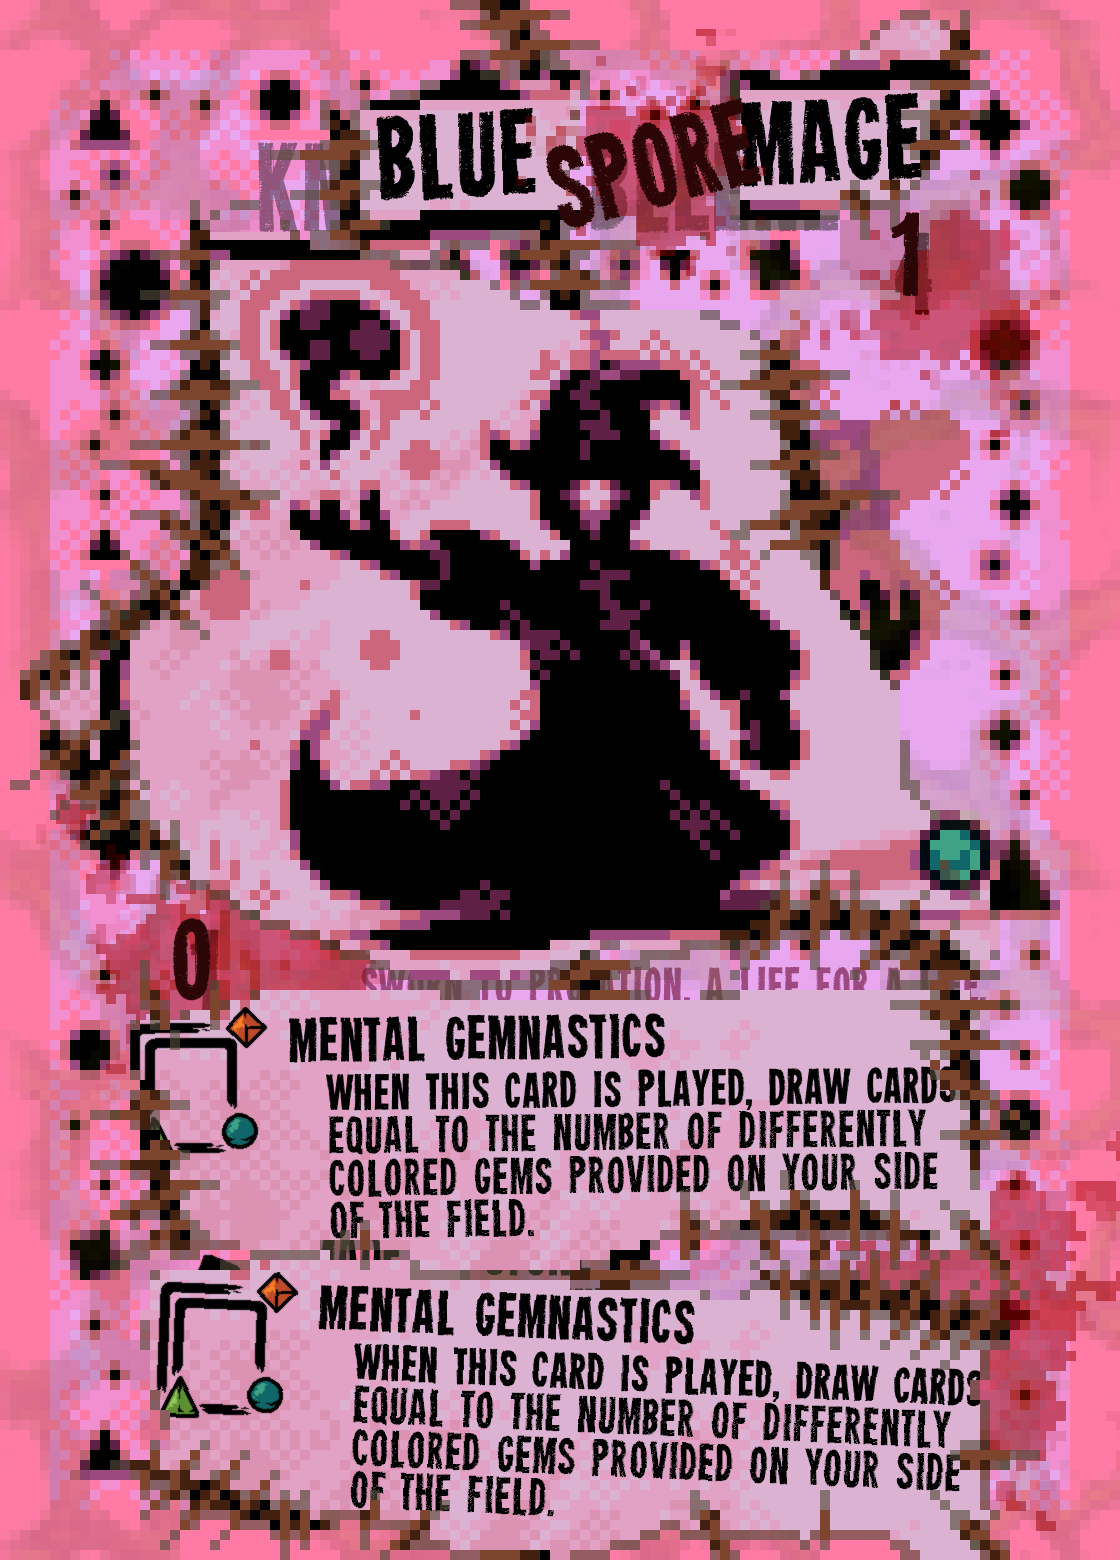 BLUE SPORE MAGE
1
0
MENTAL GEMNASTICS
WHEN THIS CARD IS PLAYED, DRAW CARDS
EQUAL TO THE NUMBER OF DIFFERENTLY
COLORED GEMS PROVIDED ON YOUR SIDE
OF THE FIELD.
MENTAL GEMNASTICS
WHEN THIS CARD IS PLAYED, DRAW CARDS
EQUAL TO THE NUMBER OF DIFFERENTLY
COLORED GEMS PROVIDED ON YOUR SIDE
OF THE FIELD.